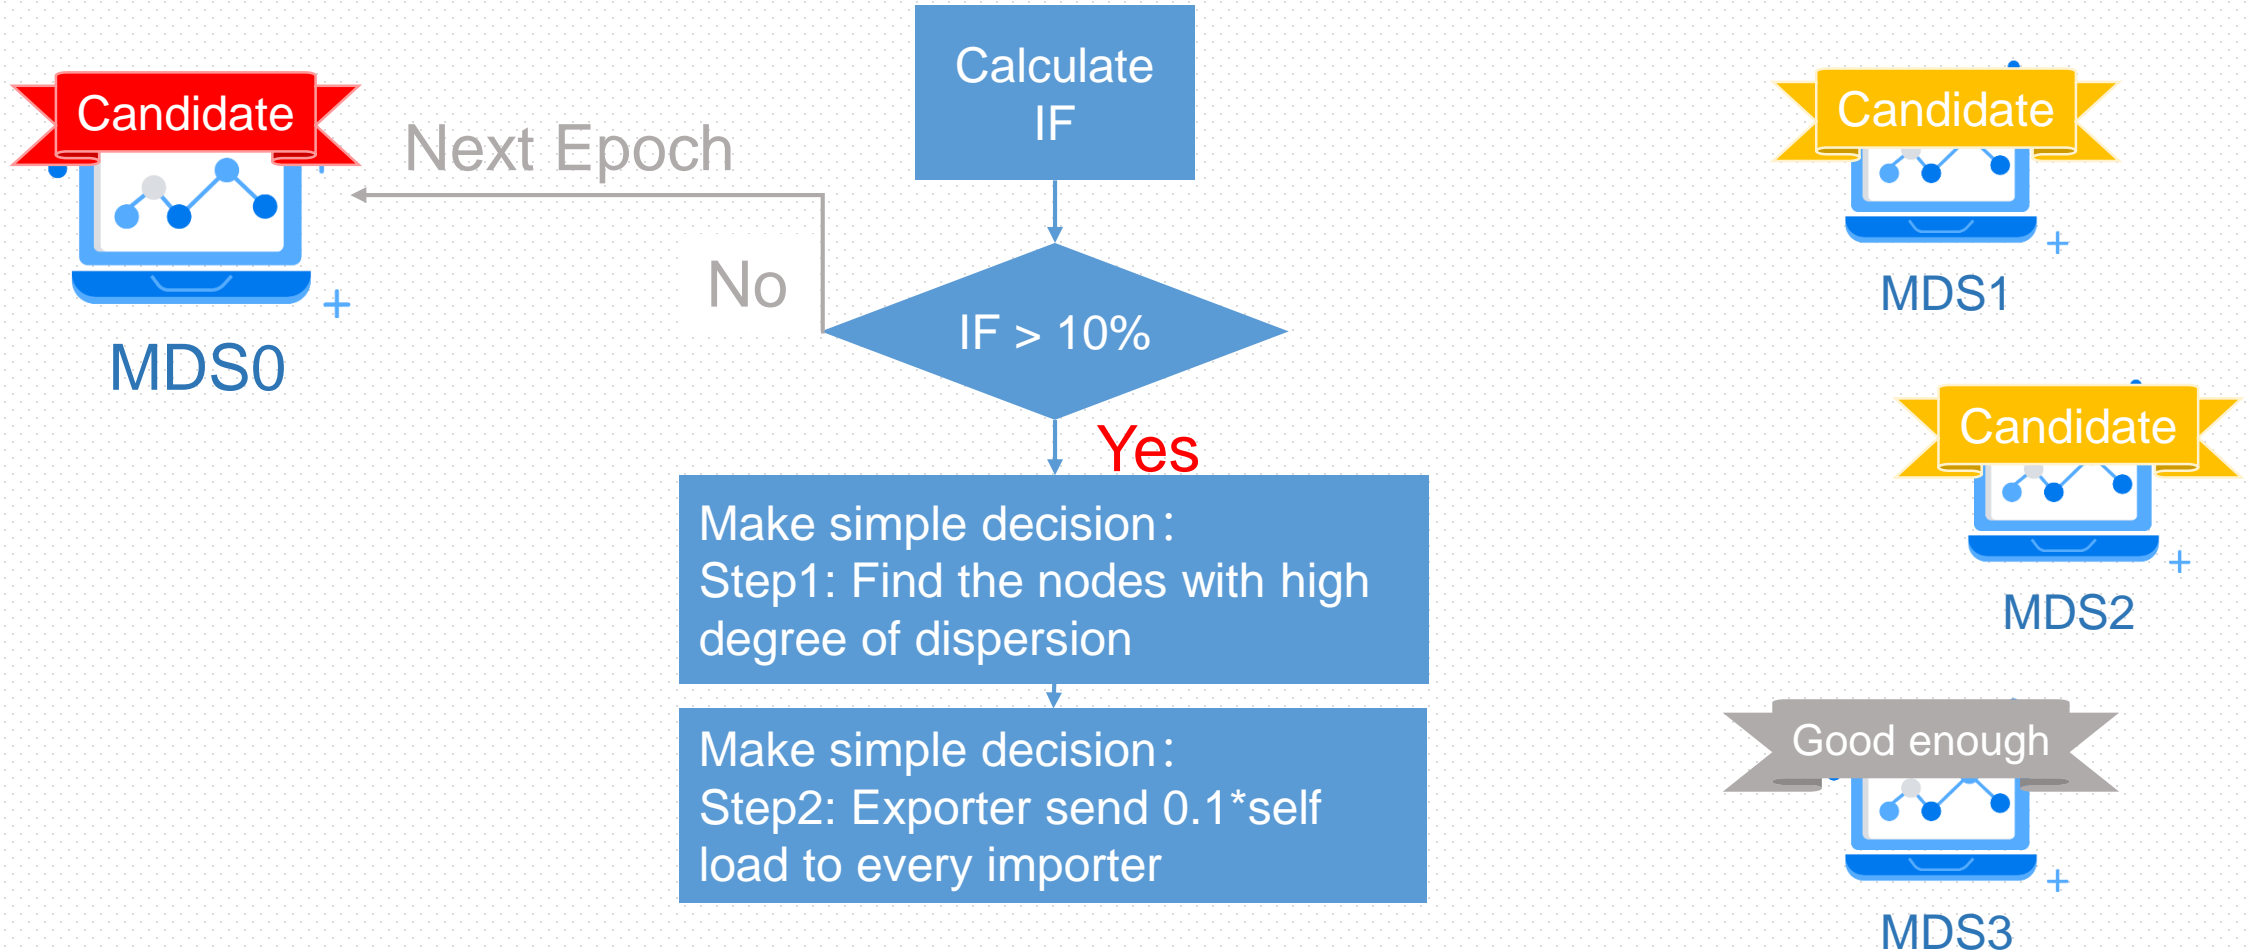 Candidate
MDS0
Next Epoch
No
Calculate
IF
IF > 10%
Yes
Make simple decision：
Step1: Find the nodes with high
degree of dispersion
Make simple decision：
Step2: Exporter send 0.1*self
load to every importer
Candidate
MDS1
Candidate
MDS2
Good enough
MDS3